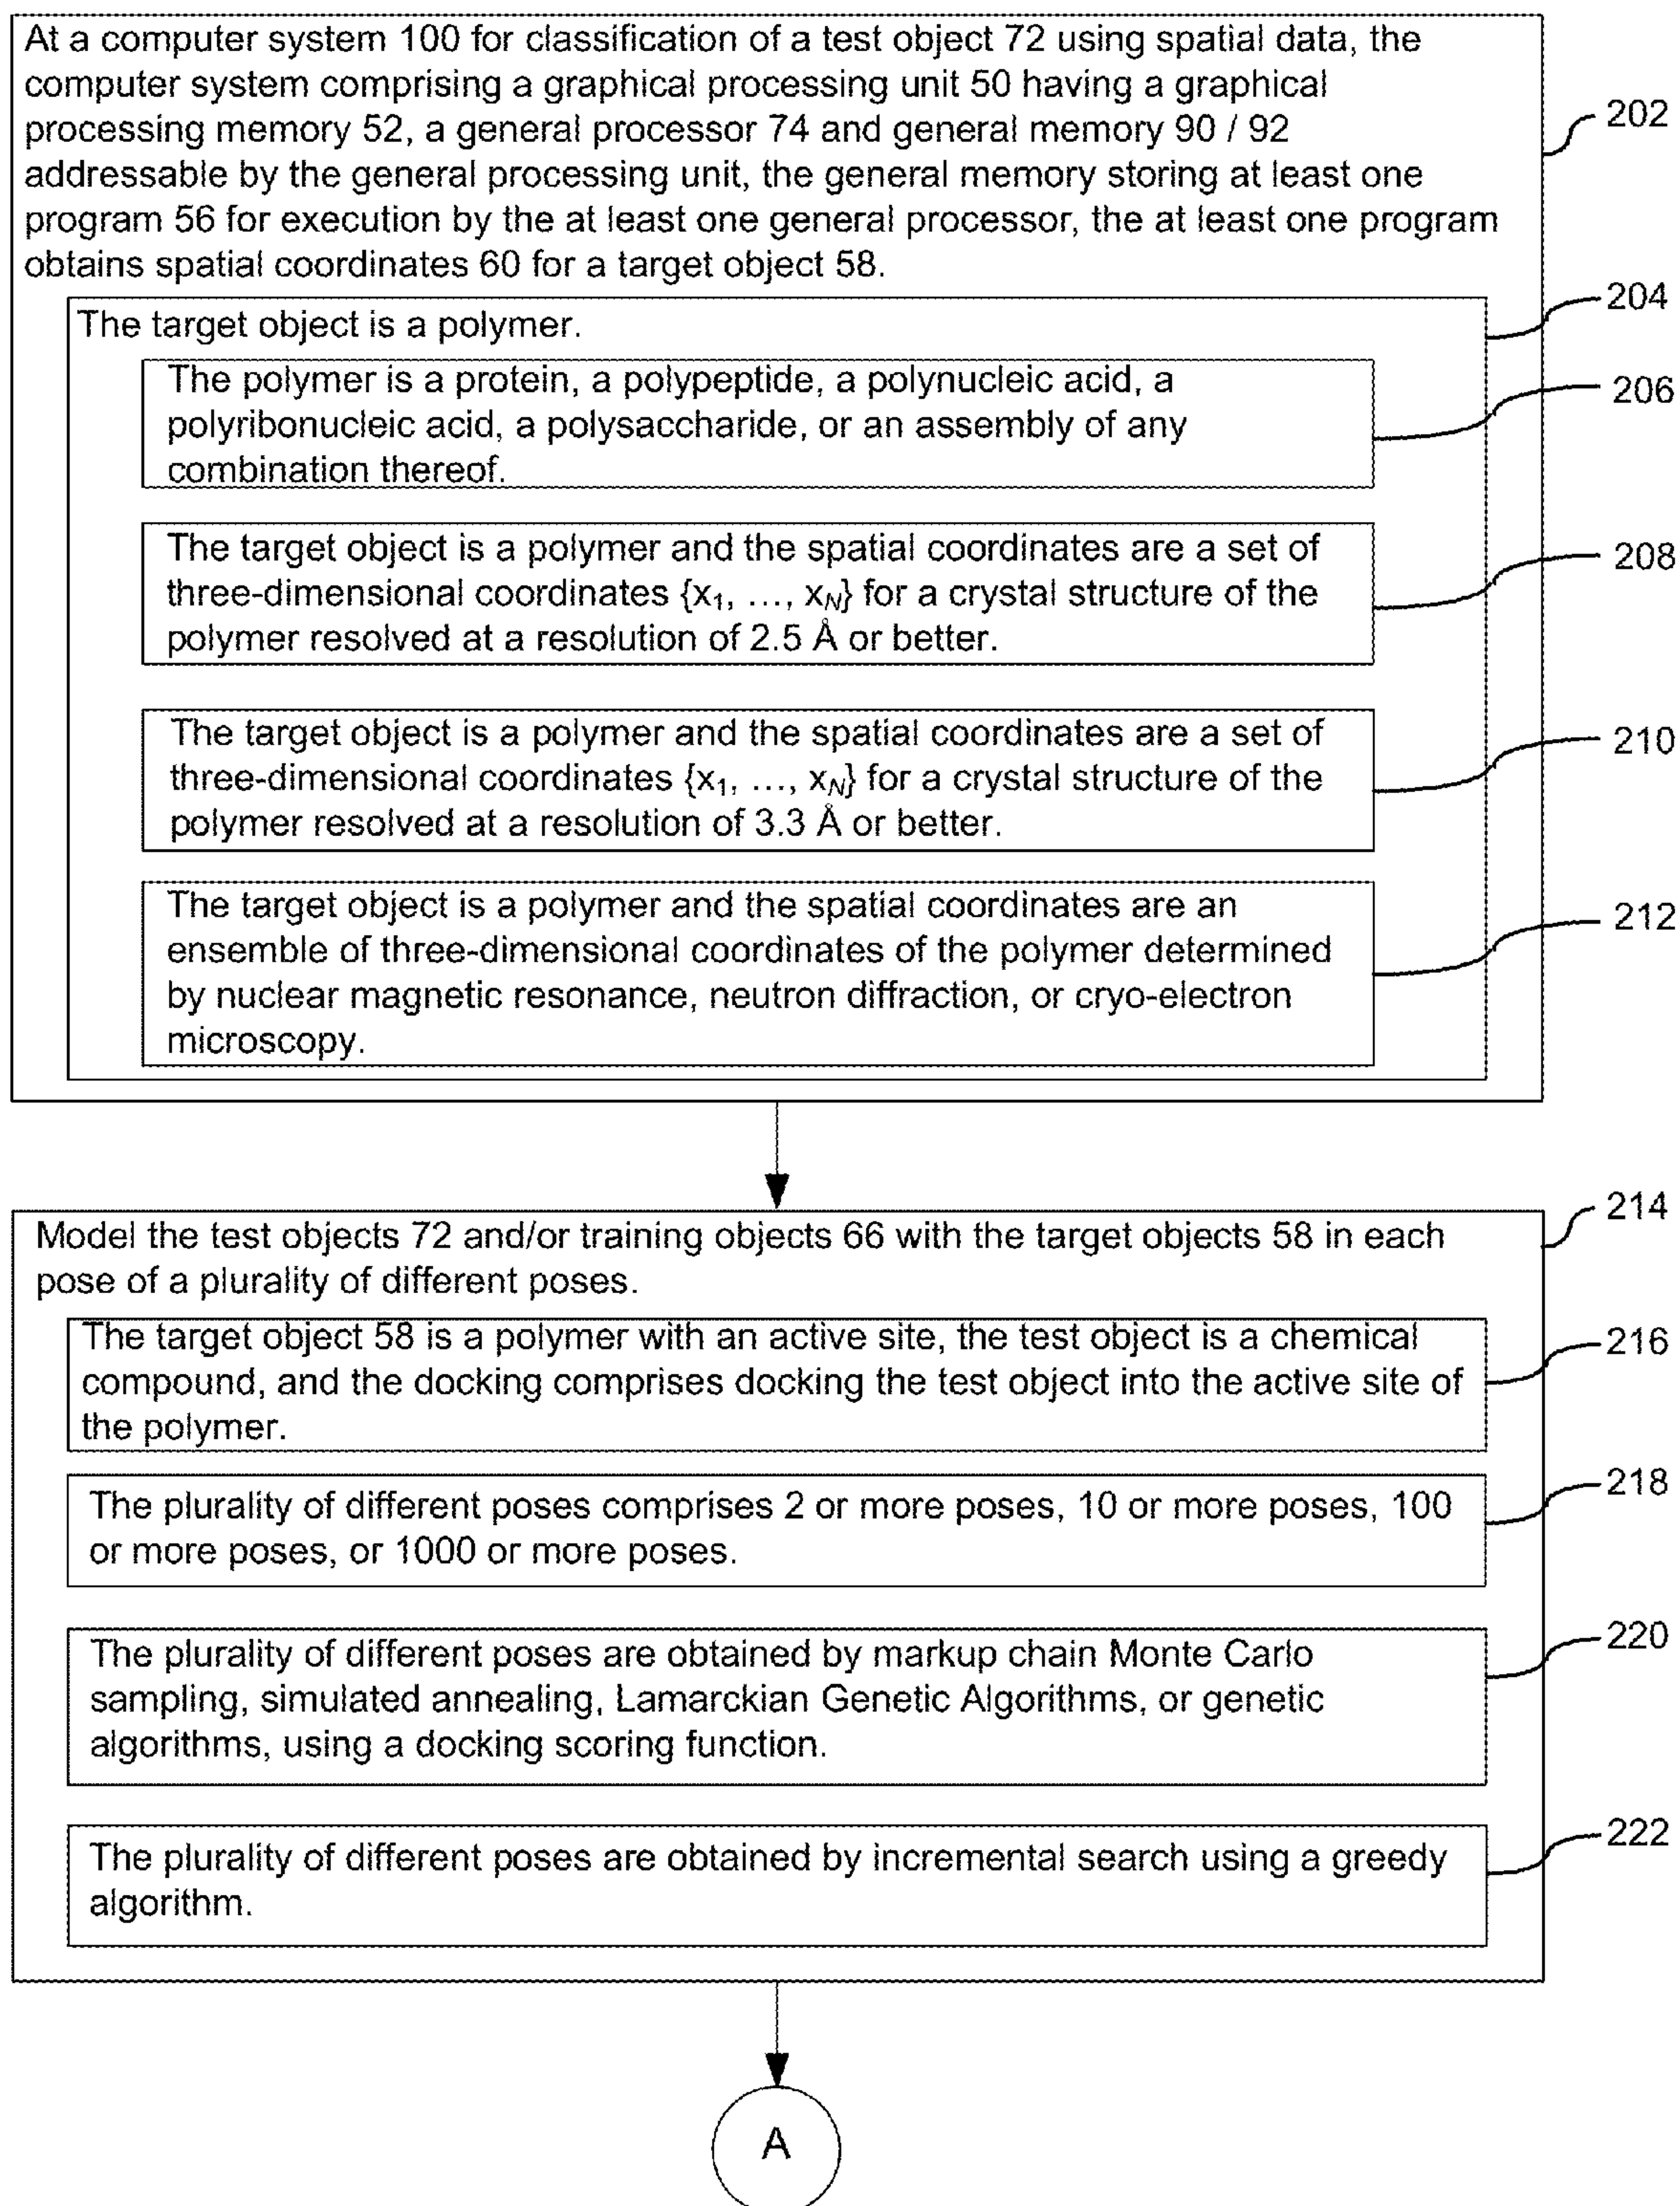 At a computer system 100 for classification of a test object 72 using spatial data, the
computer system comprising a graphical processing unit 50 having a graphical
processing memory 52, a general processor 74 and general memory 90 / 92
addressable by the general processing unit, the general memory storing at least one
program 56 for execution by the at least one general processor, the at least one program
obtains spatial coordinates 60 for a target object 58.
202
The target object is a polymer.
204
The polymer is a protein, a polypeptide, a polynucleic acid, a
polyribonucleic acid, a polysaccharide, or an assembly of any
combination thereof.
206
The target object is a polymer and the spatial coordinates are a set of
three-dimensional coordinates {x₁, …, x_N} for a crystal structure of the
polymer resolved at a resolution of 2.5 Å or better.
208
The target object is a polymer and the spatial coordinates are a set of
three-dimensional coordinates {x₁, …, x_N} for a crystal structure of the
polymer resolved at a resolution of 3.3 Å or better.
210
The target object is a polymer and the spatial coordinates are an
ensemble of three-dimensional coordinates of the polymer determined
by nuclear magnetic resonance, neutron diffraction, or cryo-electron
microscopy.
212
Model the test objects 72 and/or training objects 66 with the target objects 58 in each
pose of a plurality of different poses.
214
The target object 58 is a polymer with an active site, the test object is a chemical
compound, and the docking comprises docking the test object into the active site of
the polymer.
216
The plurality of different poses comprises 2 or more poses, 10 or more poses, 100
or more poses, or 1000 or more poses.
218
The plurality of different poses are obtained by markup chain Monte Carlo
sampling, simulated annealing, Lamarckian Genetic Algorithms, or genetic
algorithms, using a docking scoring function.
220
The plurality of different poses are obtained by incremental search using a greedy
algorithm.
222
A